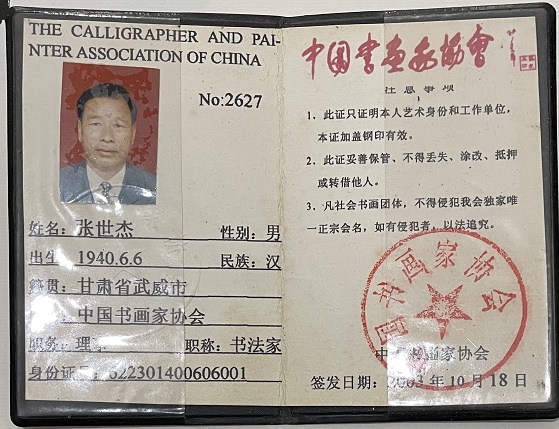 THE CALLIGRAPHER AND PAI-
NTER ASSOCIATION OF CHINA
No:2627
姓名: 张世杰 性别: 男
出生 1940.6.6 民族: 汉
籍贯: 甘肃省武威市
中国书画家协会
职务: 理 职称: 书法家
身份证号: 622301400606001
中国书画家协会
注意事项
1、此证只证明本人艺术身份和工作单位,
本证加盖钢印有效。
2、此证妥善保管、不得丢失、涂改、抵押
或转借他人。
3、凡社会书画团体,不得侵犯我会独家唯
一正宗会名,如有侵犯者,以法追究。
国书画家协会
中 书画家协会
签发日期: 2003 年 10 月 18 日